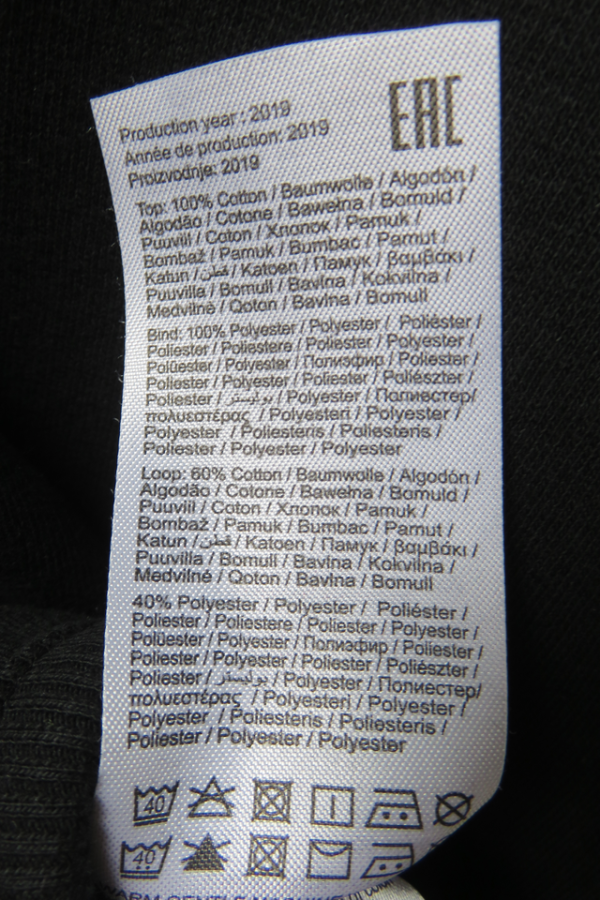 Production year : 2019
Année de production: 2019
Proizvodnje: 2019
EAC
Top: 100% Cotton / Baumwolle / Algodón /
Algodão / Cotone / Bawełna / Bomuld /
Puuvill / Coton / Хлопок / Pamuk /
Bombaž / Pamuk / Bumbac / Pamut /
Katun / قطن / Katoen / Памук / βαμβάκι /
Puuvilla / Bomull / Bavlna / Kokvilna /
Medvilnė / Qoton / Bavlna / Bomull
Bind: 100% Polyester / Polyester / Poliéster /
Poliester / Poliestere / Poliester / Polyester /
Polüester / Polyester / Полиэфир / Poliester /
Poliester / Polyester / Poliester / Poliészter /
Poliester / بوليستر / Polyester / Полиестер/
πολυεστέρας / Polyesteri / Polyester /
Polyester / Poliesteris / Poliesteris /
Poliester / Polyester / Polyester
Loop: 60% Cotton / Baumwolle / Algodón /
Algodão / Cotone / Bawełna / Bomuld /
Puuvill / Coton / Хлопок / Pamuk /
Bombaž / Pamuk / Bumbac / Pamut /
Katun / قطن / Katoen / Памук / βαμβάκι /
Puuvilla / Bomull / Bavlna / Kokvilna /
Medvilnė / Qoton / Bavlna / Bomull
40% Polyester / Polyester / Poliéster /
Poliester / Poliestere / Poliester / Polyester /
Polüester / Polyester / Полиэфир / Poliester /
Poliester / Polyester / Poliester / Poliészter /
Poliester / بوليستر / Polyester / Полиестер/
πολυεστέρας / Polyesteri / Polyester /
Polyester / Poliesteris / Poliesteris /
Poliester / Polyester / Polyester
40
40
GENTLE MACHINE